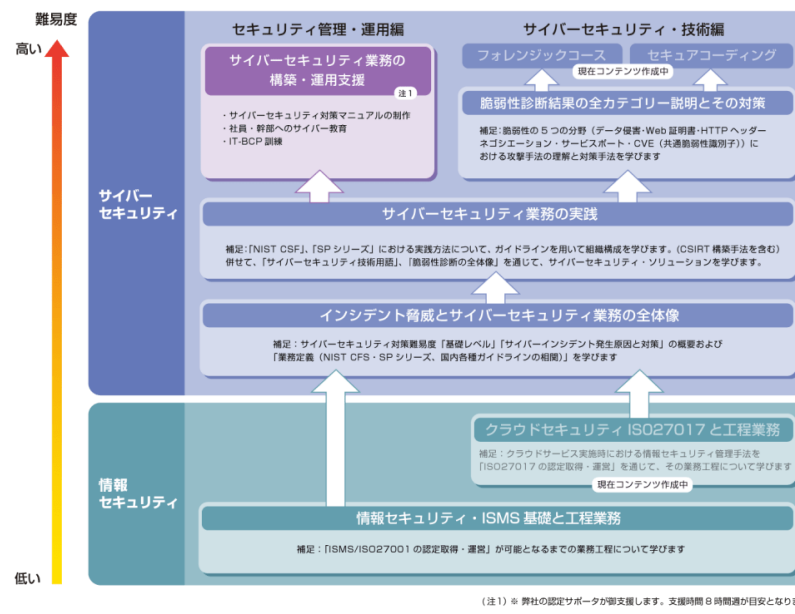 難易度
高い
低い
セキュリティ管理・運用編
サイバーセキュリティ・技術編
サイバーセキュリティ業務の
構築・運用支援
注1
・サイバーセキュリティ対策マニュアルの制作
・社員・幹部へのサイバー教育
・IT-BCP 訓練
フォレンジックコース
セキュアコーディング
現在コンテンツ作成中
脆弱性診断結果の全カテゴリー説明とその対策
補足：脆弱性の５つの分野（データ侵害・Web 証明書・HTTP ヘッダー
ネゴシエーション・サービスポート・CVE（共通脆弱性識別子））に
おける攻撃手法の理解と対策手法を学びます
サイバー
セキュリティ
サイバーセキュリティ業務の実践
補足：「NIST CSF」、「SP シリーズ」における実践方法について、ガイドラインを用いて組織構成を学びます。（CSIRT 構築手法を含む）
併せて、「サイバーセキュリティ技術用語」、「脆弱性診断の全体像」を通じて、サイバーセキュリティ・ソリューションを学びます。
インシデント脅威とサイバーセキュリティ業務の全体像
補足：サイバーセキュリティ対策難易度「基礎レベル」「サイバーインシデント発生原因と対策」の概要および
「業務定義（NIST CFS・SP シリーズ、国内各種ガイドラインの相関）」を学びます
クラウドセキュリティ ISO27017 と工程業務
補足：クラウドサービス実施時における情報セキュリティ管理手法を
「ISO27017 の認定取得・運営」を通じて、その業務工程について学びます
現在コンテンツ作成中
情報
セキュリティ
情報セキュリティ・ISMS 基礎と工程業務
補足：「ISMS/ISO27001 の認定取得・運営」が可能となるまでの業務工程について学びます
（注１）※ 弊社の認定サポータが御支援します。支援時間８時間週が目安となりま